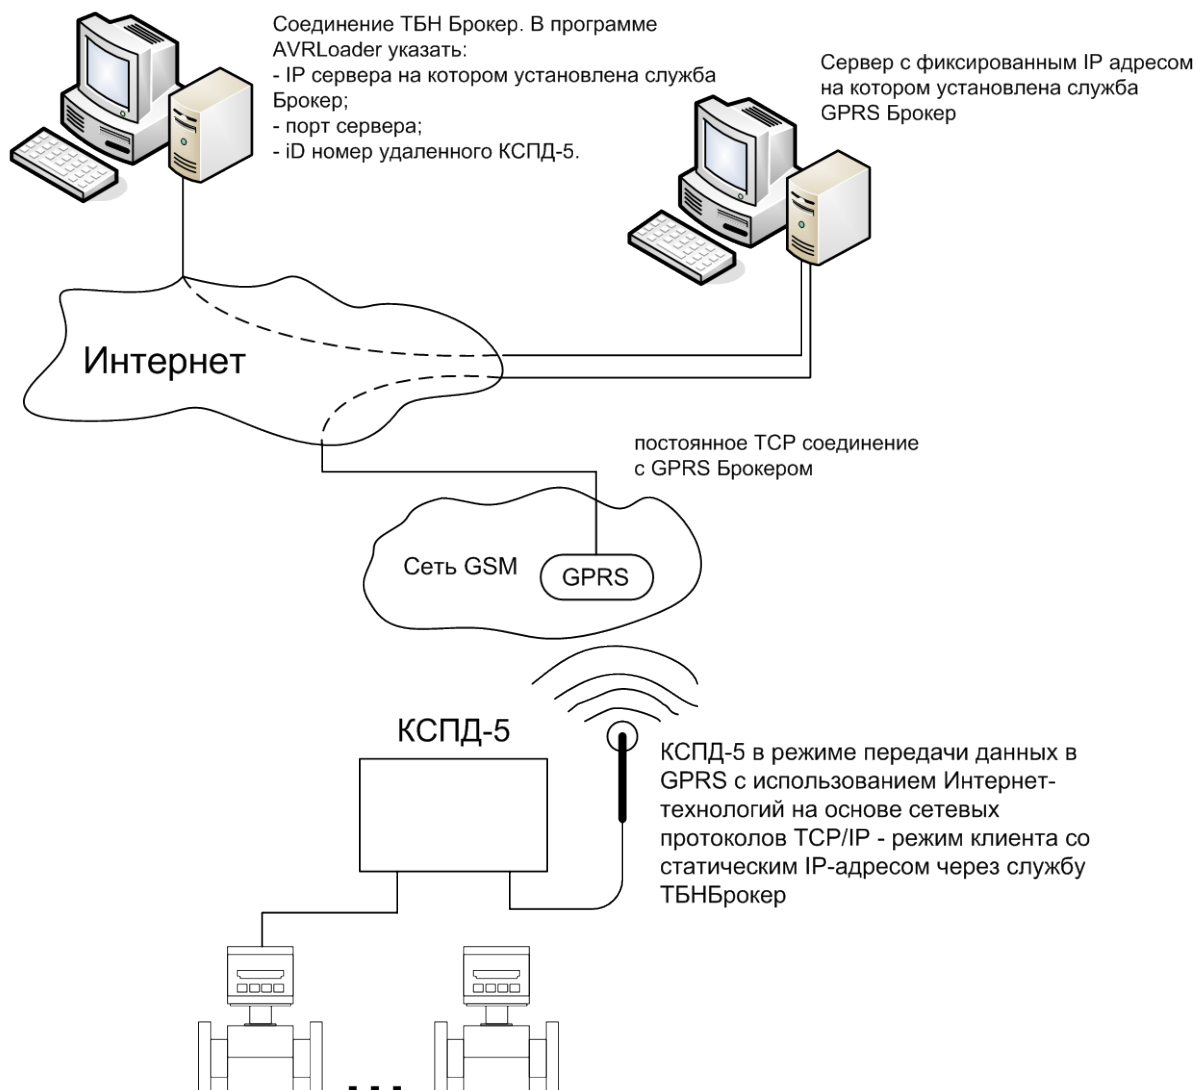 Соединение ТБН Брокер. В программе
AVRLoader указать:
- IP сервера на котором установлена служба
Брокер;
- порт сервера;
- iD номер удаленного КСПД-5.
Сервер с фиксированным IP адресом
на котором установлена служба
GPRS Брокер
Интернет
постоянное TCP соединение
с GPRS Брокером
Сеть GSM
GPRS
КСПД-5
КСПД-5 в режиме передачи данных в
GPRS с использованием Интернет-
технологий на основе сетевых
протоколов TCP/IP - режим клиента со
статическим IP-адресом через службу
ТБНБрокер